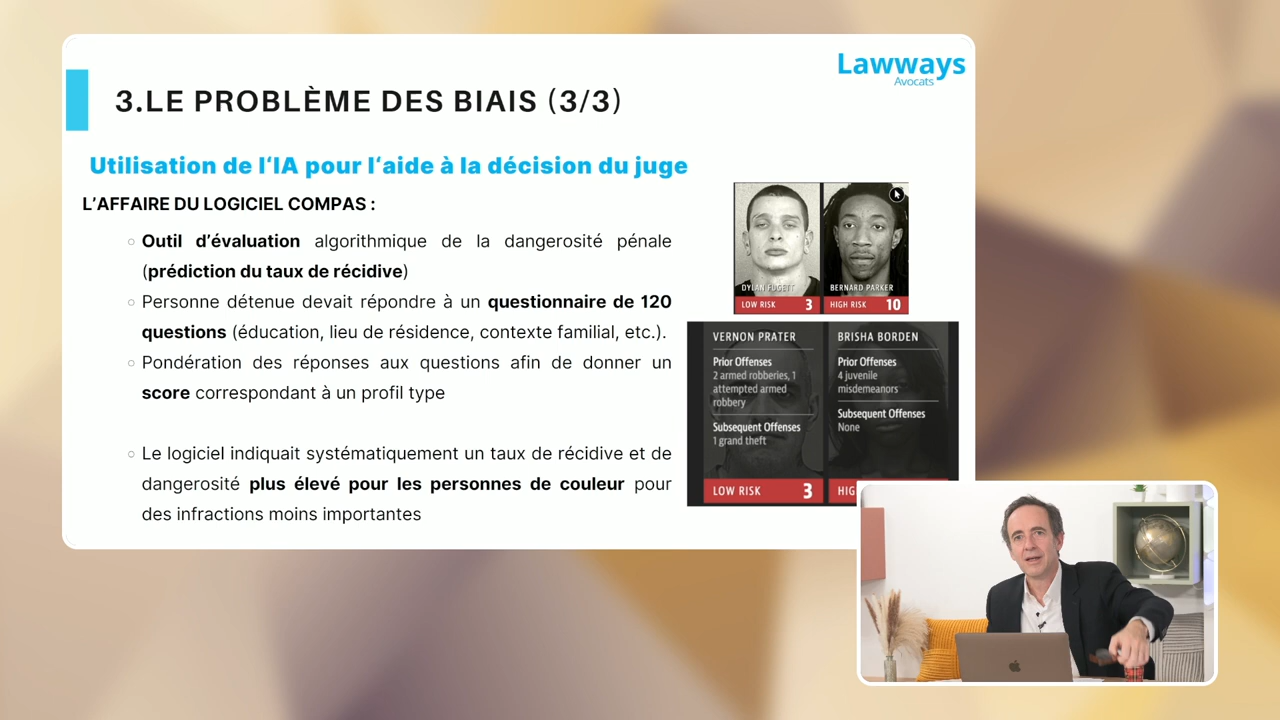 Lawways
Avocats
3.LE PROBLÈME DES BIAIS (3/3)
Utilisation de l‘IA pour l‘aide à la décision du juge
L’AFFAIRE DU LOGICIEL COMPAS :
Outil d’évaluation algorithmique de la dangerosité pénale
(prédiction du taux de récidive)
Personne détenue devait répondre à un questionnaire de 120
questions (éducation, lieu de résidence, contexte familial, etc.).
Pondération des réponses aux questions afin de donner un
score correspondant à un profil type
Le logiciel indiquait systématiquement un taux de récidive et de
dangerosité plus élevé pour les personnes de couleur pour
des infractions moins importantes
DYLAN FUGETT
LOW RISK 3
BERNARD PARKER
HIGH RISK 10
VERNON PRATER
Prior Offenses
2 armed robberies, 1
attempted armed
robbery
Subsequent Offenses
1 grand theft
LOW RISK 3
BRISHA BORDEN
Prior Offenses
4 juvenile
misdemeanors
Subsequent Offenses
None